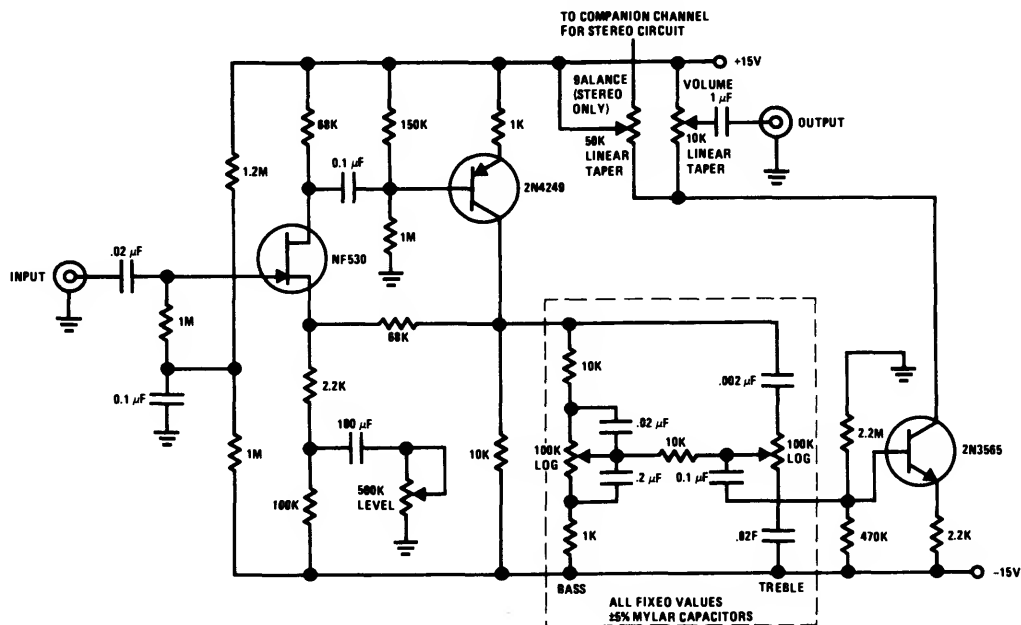 TO COMPANION CHANNEL
FOR STEREO CIRCUIT
+15V
BALANCE
(STEREO
ONLY)
VOLUME
1 μF
OUTPUT
68K
150K
1K
50K
LINEAR
TAPER
10K
LINEAR
TAPER
1.2M
0.1 μF
2N4249
1M
NF530
.02 μF
INPUT
1M
68K
10K
.002 μF
0.1 μF
2.2K
180 μF
.02 μF
10K
2.2M
1M
10K
100K
LOG
100K
LOG
2N3565
500K
LEVEL
.2 μF
0.1 μF
100K
1K
.02F
470K
2.2K
-15V
BASS
TREBLE
ALL FIXED VALUES
±5% MYLAR CAPACITORS